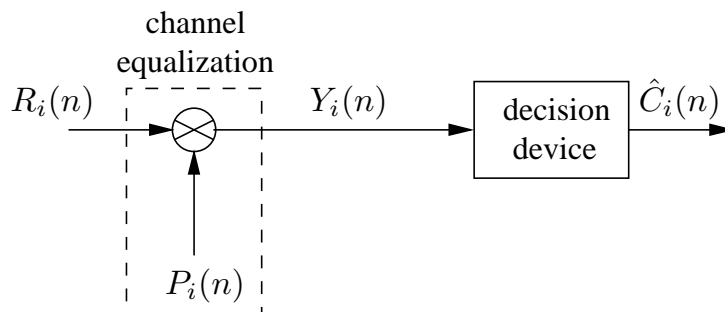 channel
equalization
R_i(n)
Y_i(n)
decision
device
Ĉ_i(n)
P_i(n)